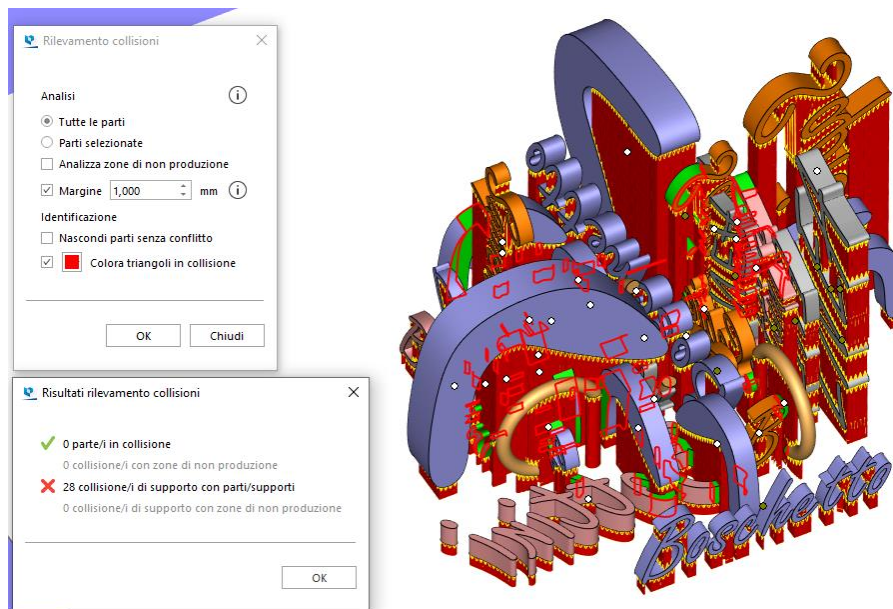 Rilevamento collisioni
Analisi
Tutte le parti
Parti selezionate
Analizza zone di non produzione
Margine 1,000 mm
Identificazione
Nascondi parti senza conflitto
Colora triangoli in collisione
OK Chiudi
Risultati rilevamento collisioni
0 parte/i in collisione
0 collisione/i con zone di non produzione
28 collisione/i di supporto con parti/supporti
0 collisione/i di supporto con zone di non produzione
OK
Boschetto